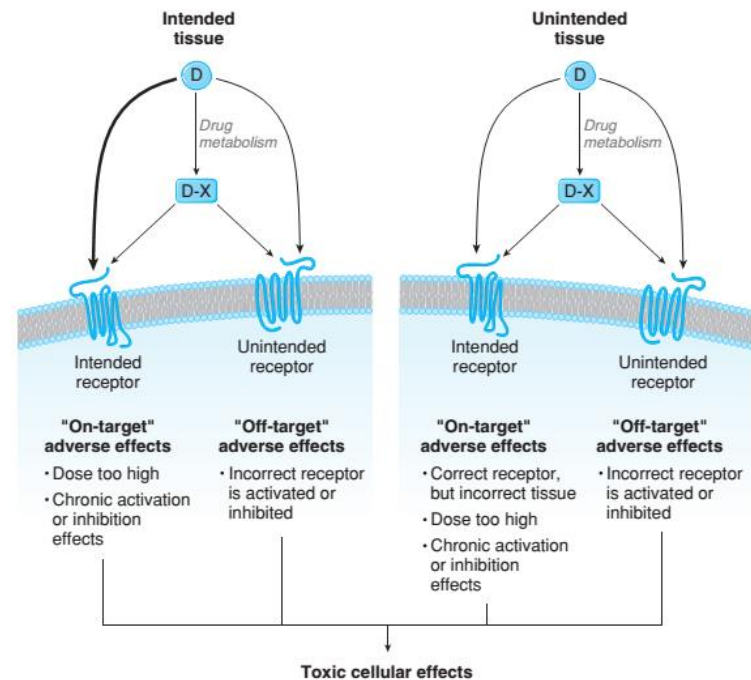 Intended
tissue
D
Drug
metabolism
D-X
Intended
receptor
Unintended
receptor
"On-target"
adverse effects
• Dose too high
• Chronic activation
or inhibition
effects
"Off-target"
adverse effects
• Incorrect receptor
is activated or
inhibited
Unintended
tissue
D
Drug
metabolism
D-X
Intended
receptor
Unintended
receptor
"On-target"
adverse effects
• Correct receptor,
but incorrect tissue
• Dose too high
• Chronic activation
or inhibition
effects
"Off-target"
adverse effects
• Incorrect receptor
is activated or
inhibited
Toxic cellular effects